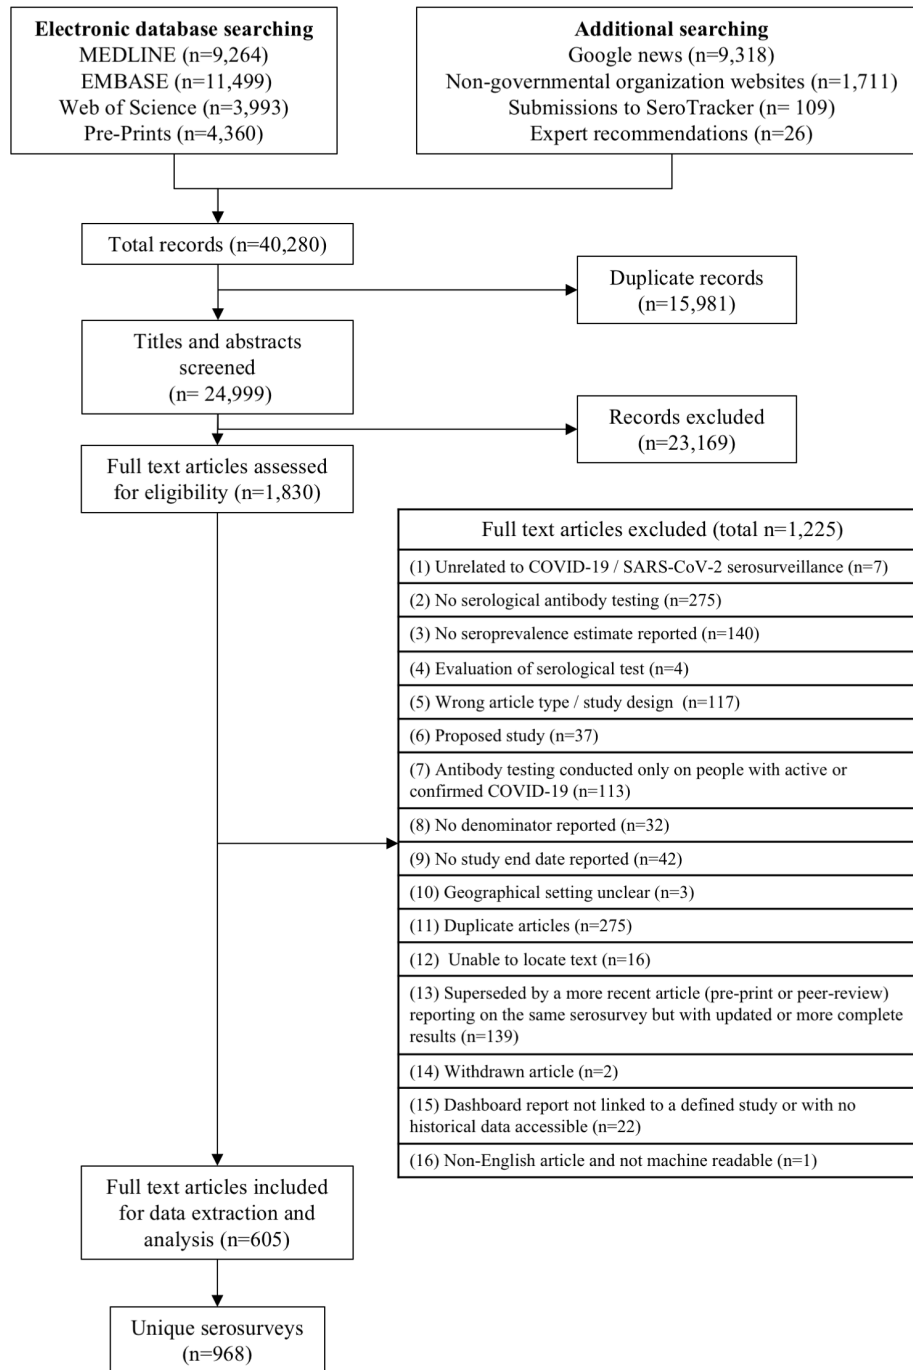 Electronic database searching
MEDLINE (n=9,264)
EMBASE (n=11,499)
Web of Science (n=3,993)
Pre-Prints (n=4,360)
Additional searching
Google news (n=9,318)
Non-governmental organization websites (n=1,711)
Submissions to SeroTracker (n= 109)
Expert recommendations (n=26)
Total records (n=40,280)
Duplicate records
(n=15,981)
Titles and abstracts
screened
(n= 24,999)
Records excluded
(n=23,169)
Full text articles assessed
for eligibility (n=1,830)
Full text articles excluded (total n=1,225)
(1) Unrelated to COVID-19 / SARS-CoV-2 serosurveillance (n=7)
(2) No serological antibody testing (n=275)
(3) No seroprevalence estimate reported (n=140)
(4) Evaluation of serological test (n=4)
(5) Wrong article type / study design  (n=117)
(6) Proposed study (n=37)
(7) Antibody testing conducted only on people with active or
confirmed COVID-19 (n=113)
(8) No denominator reported (n=32)
(9) No study end date reported (n=42)
(10) Geographical setting unclear (n=3)
(11) Duplicate articles (n=275)
(12)  Unable to locate text (n=16)
(13) Superseded by a more recent article (pre-print or peer-review)
reporting on the same serosurvey but with updated or more complete
results (n=139)
(14) Withdrawn article (n=2)
(15) Dashboard report not linked to a defined study or with no
historical data accessible (n=22)
(16) Non-English article and not machine readable (n=1)
Full text articles included
for data extraction and
analysis (n=605)
Unique serosurveys
(n=968)